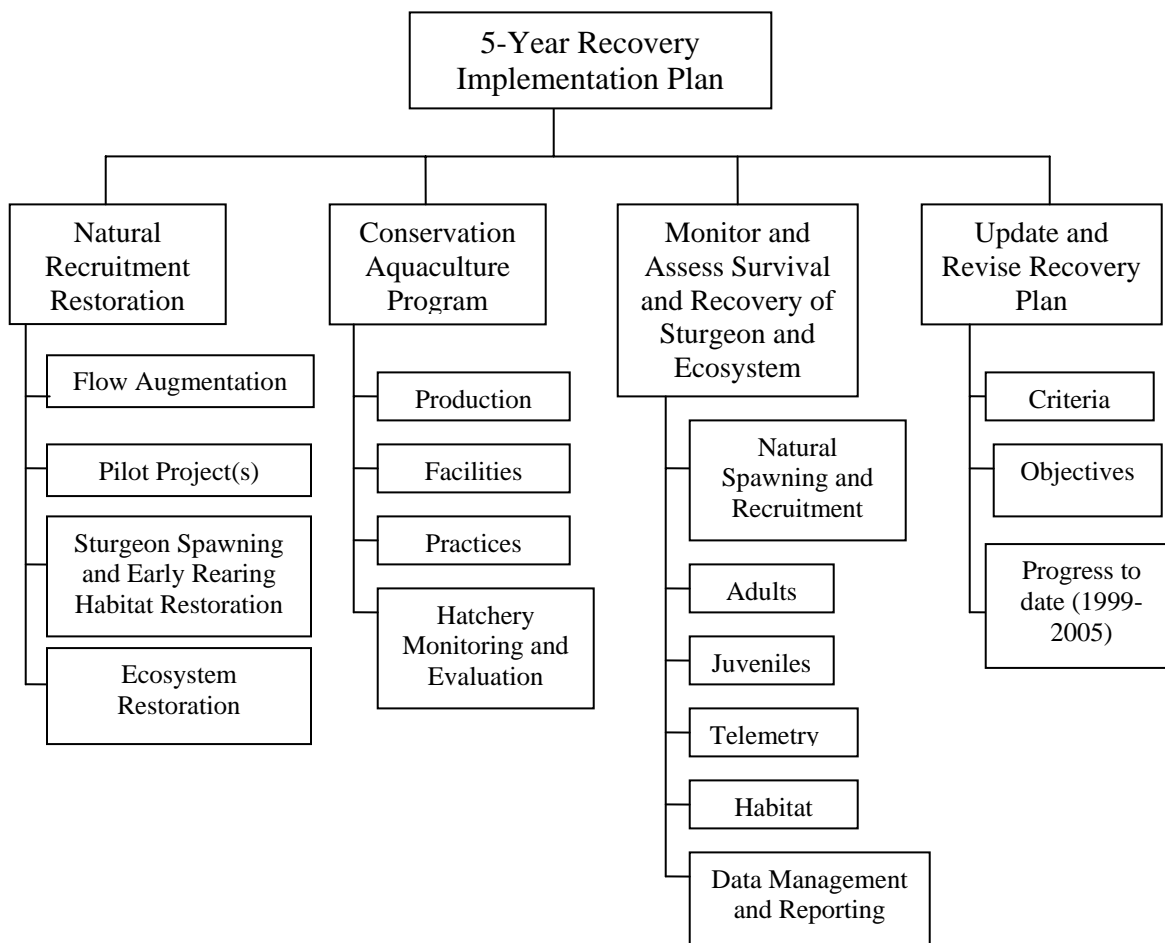 5-Year Recovery
Implementation Plan
Natural
Recruitment
Restoration
Flow Augmentation
Pilot Project(s)
Sturgeon Spawning
and Early Rearing
Habitat Restoration
Ecosystem
Restoration
Conservation
Aquaculture
Program
Production
Facilities
Practices
Hatchery
Monitoring and
Evaluation
Monitor and
Assess Survival
and Recovery of
Sturgeon and
Ecosystem
Natural
Spawning and
Recruitment
Adults
Juveniles
Telemetry
Habitat
Data Management
and Reporting
Update and
Revise Recovery
Plan
Criteria
Objectives
Progress to
date (1999-
2005)